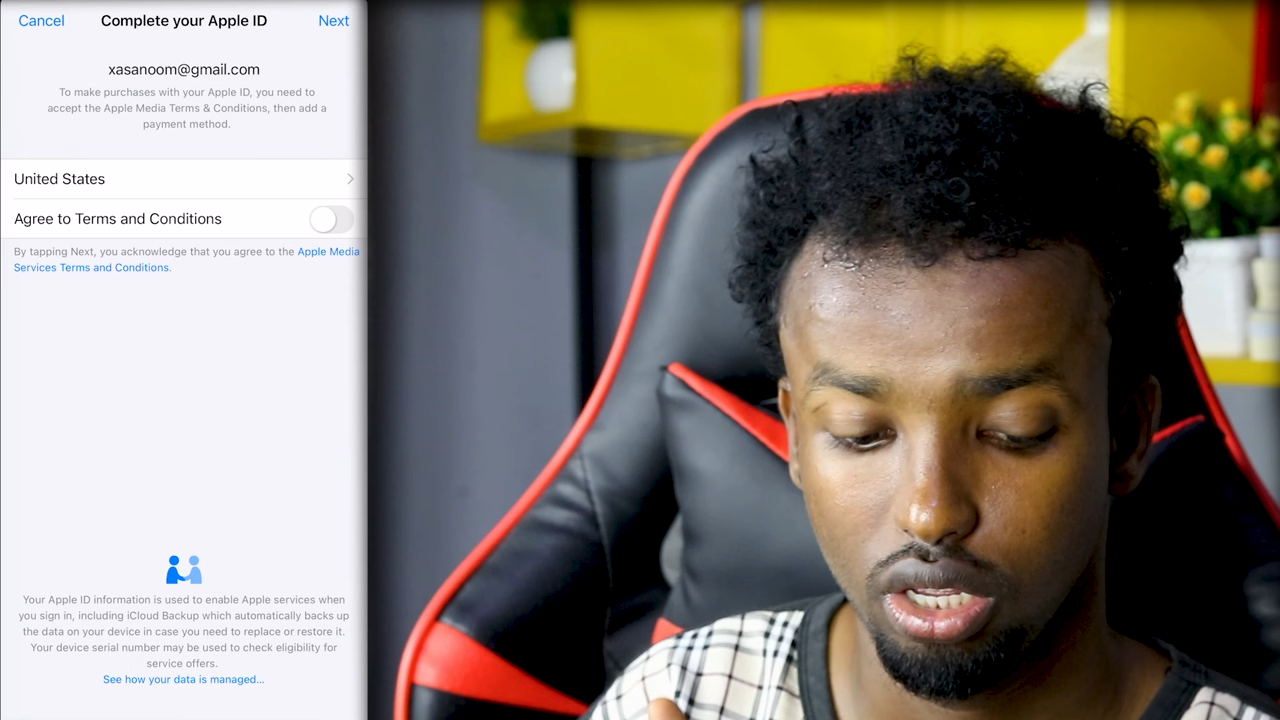 Cancel
Complete your Apple ID
Next
xasanoom@gmail.com
To make purchases with your Apple ID, you need to
accept the Apple Media Terms & Conditions, then add a
payment method.
United States
Agree to Terms and Conditions
By tapping Next, you acknowledge that you agree to the Apple Media
Services Terms and Conditions.
Your Apple ID information is used to enable Apple services when
you sign in, including iCloud Backup which automatically backs up
the data on your device in case you need to replace or restore it.
Your device serial number may be used to check eligibility for
service offers.
See how your data is managed...